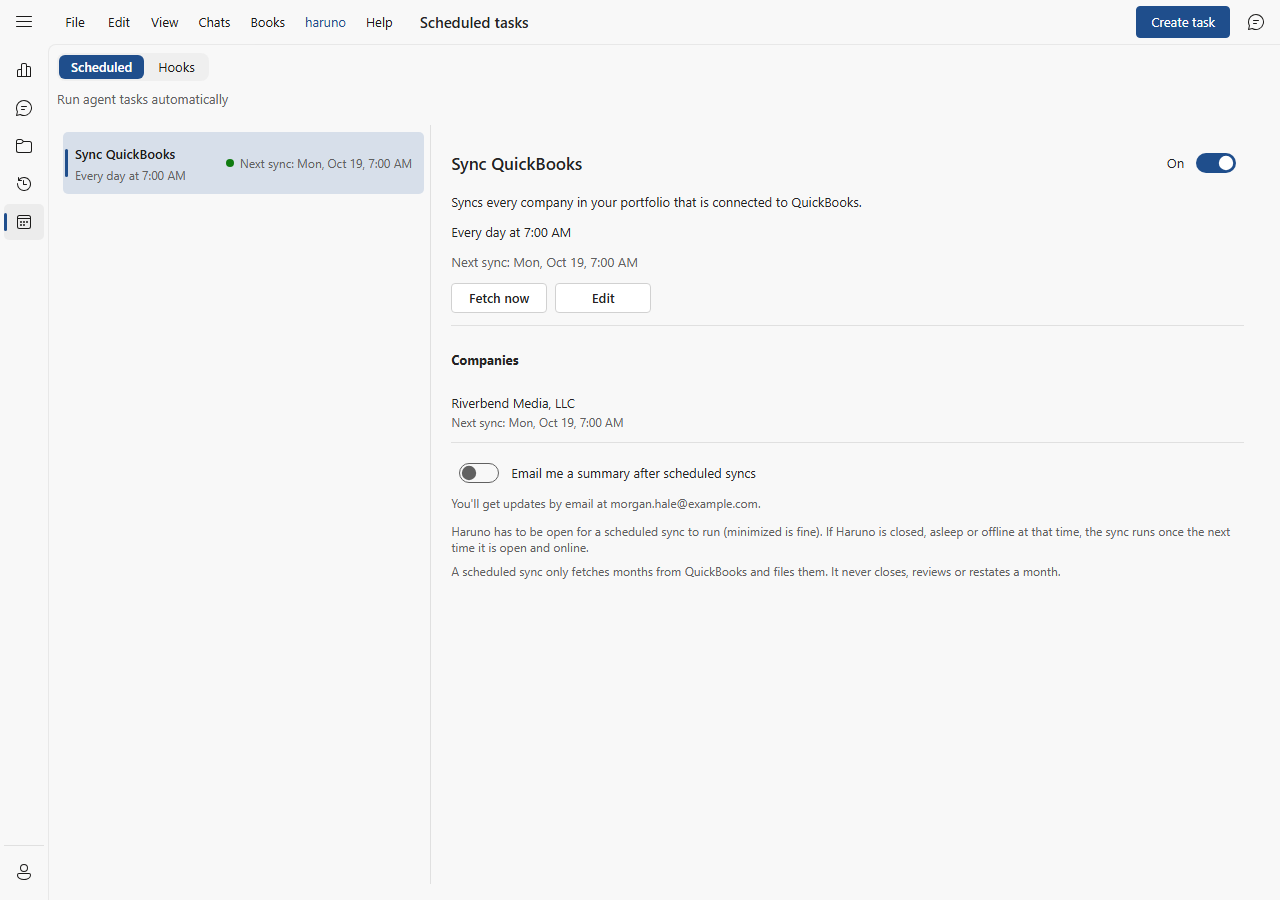 File Edit View Chats Books haruno Help Scheduled tasks Create task
Scheduled Hooks
Run agent tasks automatically
Sync QuickBooks
Every day at 7:00 AM
Next sync: Mon, Oct 19, 7:00 AM
Sync QuickBooks
On
Syncs every company in your portfolio that is connected to QuickBooks.
Every day at 7:00 AM
Next sync: Mon, Oct 19, 7:00 AM
Fetch now Edit
Companies
Riverbend Media, LLC
Next sync: Mon, Oct 19, 7:00 AM
Email me a summary after scheduled syncs
You'll get updates by email at morgan.hale@example.com.
Haruno has to be open for a scheduled sync to run (minimized is fine). If Haruno is closed, asleep or offline at that time, the sync runs once the next
time it is open and online.
A scheduled sync only fetches months from QuickBooks and files them. It never closes, reviews or restates a month.